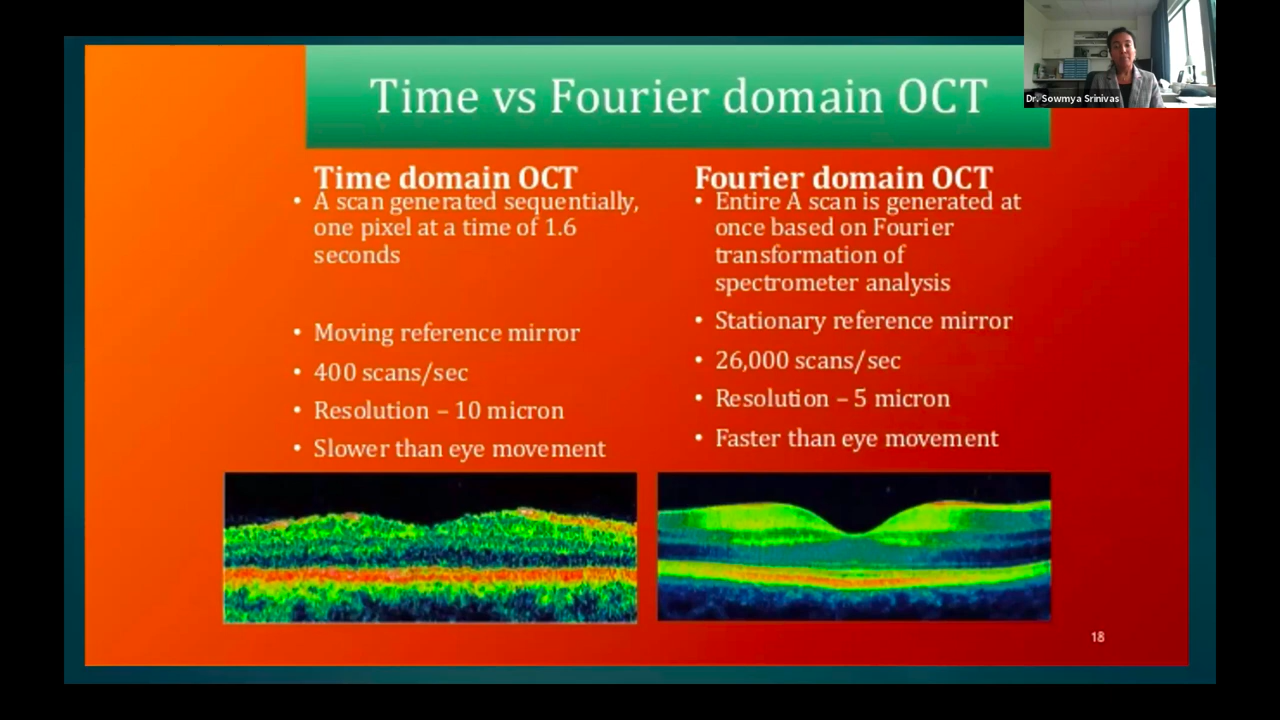 Time vs Fourier domain OCT
Dr. Sowmya Srinivas
Time domain OCT
• A scan generated sequentially,
one pixel at a time of 1.6
seconds
• Moving reference mirror
• 400 scans/sec
• Resolution – 10 micron
• Slower than eye movement
Fourier domain OCT
• Entire A scan is generated at
once based on Fourier
transformation of
spectrometer analysis
• Stationary reference mirror
• 26,000 scans/sec
• Resolution – 5 micron
• Faster than eye movement
18